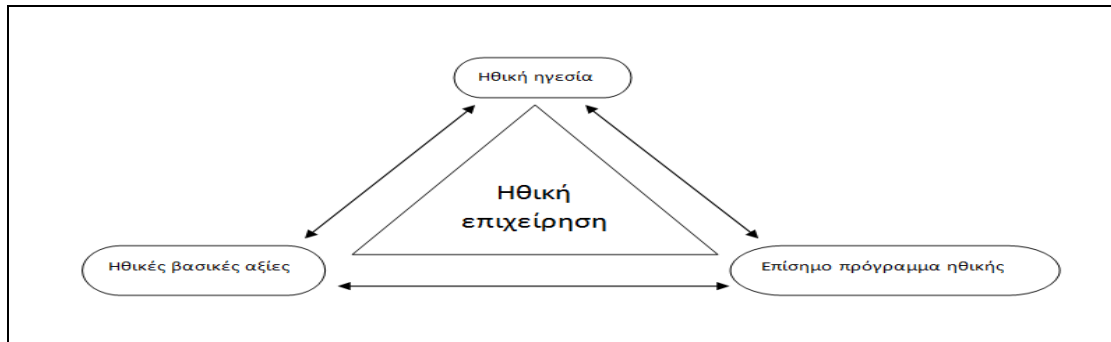 Ηθική ηγεσία
Ηθική
επιχείρηση
Ηθικές βασικές αξίες
Επίσημο πρόγραμμα ηθικής